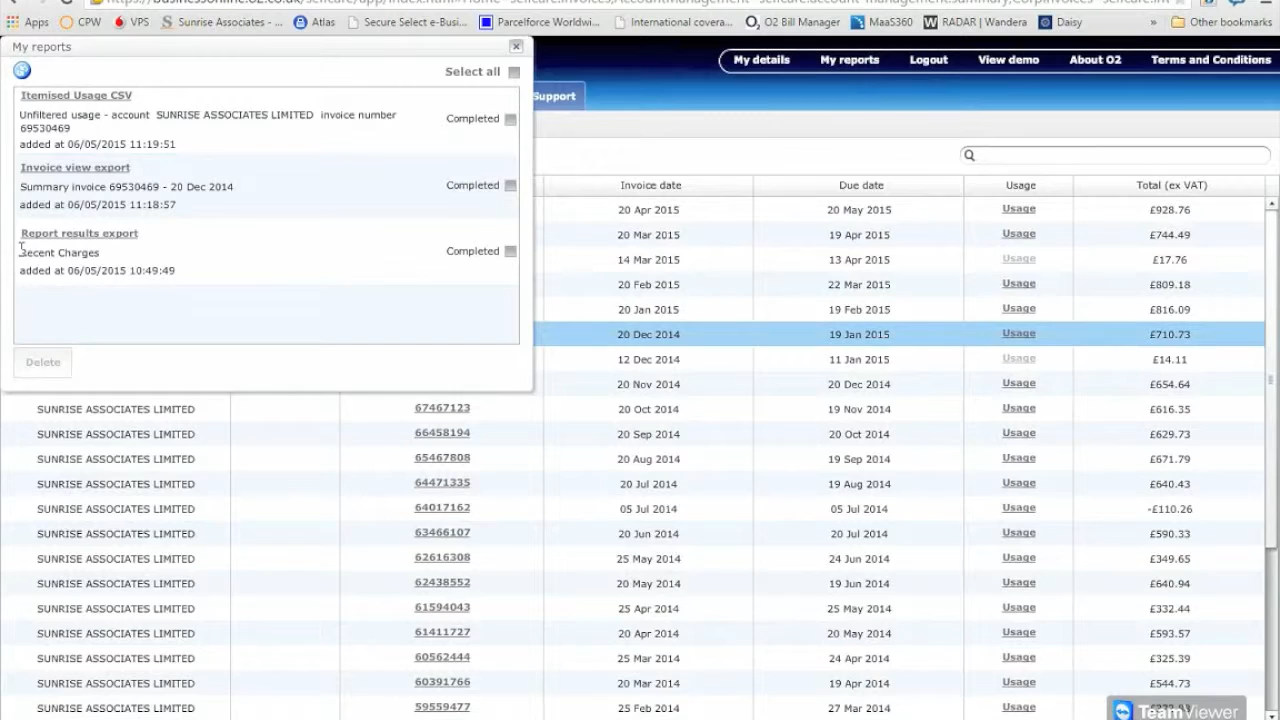 Apps CPW VPS Sunrise Associates - ... Atlas Secure Select e-Busi... Parcelforce Worldwi... International covera... O2 Bill Manager MaaS360 RADAR | Wandera Daisy » Other bookmarks
My reports
My details My reports Logout View demo About O2 Terms and Conditions
Select all
Support
Itemised Usage CSV
Unfiltered usage - account SUNRISE ASSOCIATES LIMITED invoice number
69530469
Completed
added at 06/05/2015 11:19:51
Invoice view export
Summary invoice 69530469 - 20 Dec 2014
Completed
added at 06/05/2015 11:18:57
Report results export
Recent Charges
Completed
added at 06/05/2015 10:49:49
Delete
Invoice date Due date Usage Total (ex VAT)
20 Apr 2015 20 May 2015 Usage £928.76
20 Mar 2015 19 Apr 2015 Usage £744.49
14 Mar 2015 13 Apr 2015 Usage £17.76
20 Feb 2015 22 Mar 2015 Usage £809.18
20 Jan 2015 19 Feb 2015 Usage £816.09
20 Dec 2014 19 Jan 2015 Usage £710.73
12 Dec 2014 11 Jan 2015 Usage £14.11
20 Nov 2014 20 Dec 2014 Usage £654.64
SUNRISE ASSOCIATES LIMITED 67467123 20 Oct 2014 19 Nov 2014 Usage £616.35
SUNRISE ASSOCIATES LIMITED 66458194 20 Sep 2014 20 Oct 2014 Usage £629.73
SUNRISE ASSOCIATES LIMITED 65467808 20 Aug 2014 19 Sep 2014 Usage £671.79
SUNRISE ASSOCIATES LIMITED 64471335 20 Jul 2014 19 Aug 2014 Usage £640.43
SUNRISE ASSOCIATES LIMITED 64017162 05 Jul 2014 05 Jul 2014 Usage -£110.26
SUNRISE ASSOCIATES LIMITED 63466107 20 Jun 2014 20 Jul 2014 Usage £590.33
SUNRISE ASSOCIATES LIMITED 62616308 25 May 2014 24 Jun 2014 Usage £349.65
SUNRISE ASSOCIATES LIMITED 62438552 20 May 2014 19 Jun 2014 Usage £640.94
SUNRISE ASSOCIATES LIMITED 61594043 25 Apr 2014 25 May 2014 Usage £332.44
SUNRISE ASSOCIATES LIMITED 61411727 20 Apr 2014 20 May 2014 Usage £593.57
SUNRISE ASSOCIATES LIMITED 60562444 25 Mar 2014 24 Apr 2014 Usage £325.39
SUNRISE ASSOCIATES LIMITED 60391766 20 Mar 2014 19 Apr 2014 Usage £544.73
SUNRISE ASSOCIATES LIMITED 59559477 25 Feb 2014 27 Mar 2014 Usage
TeamViewer